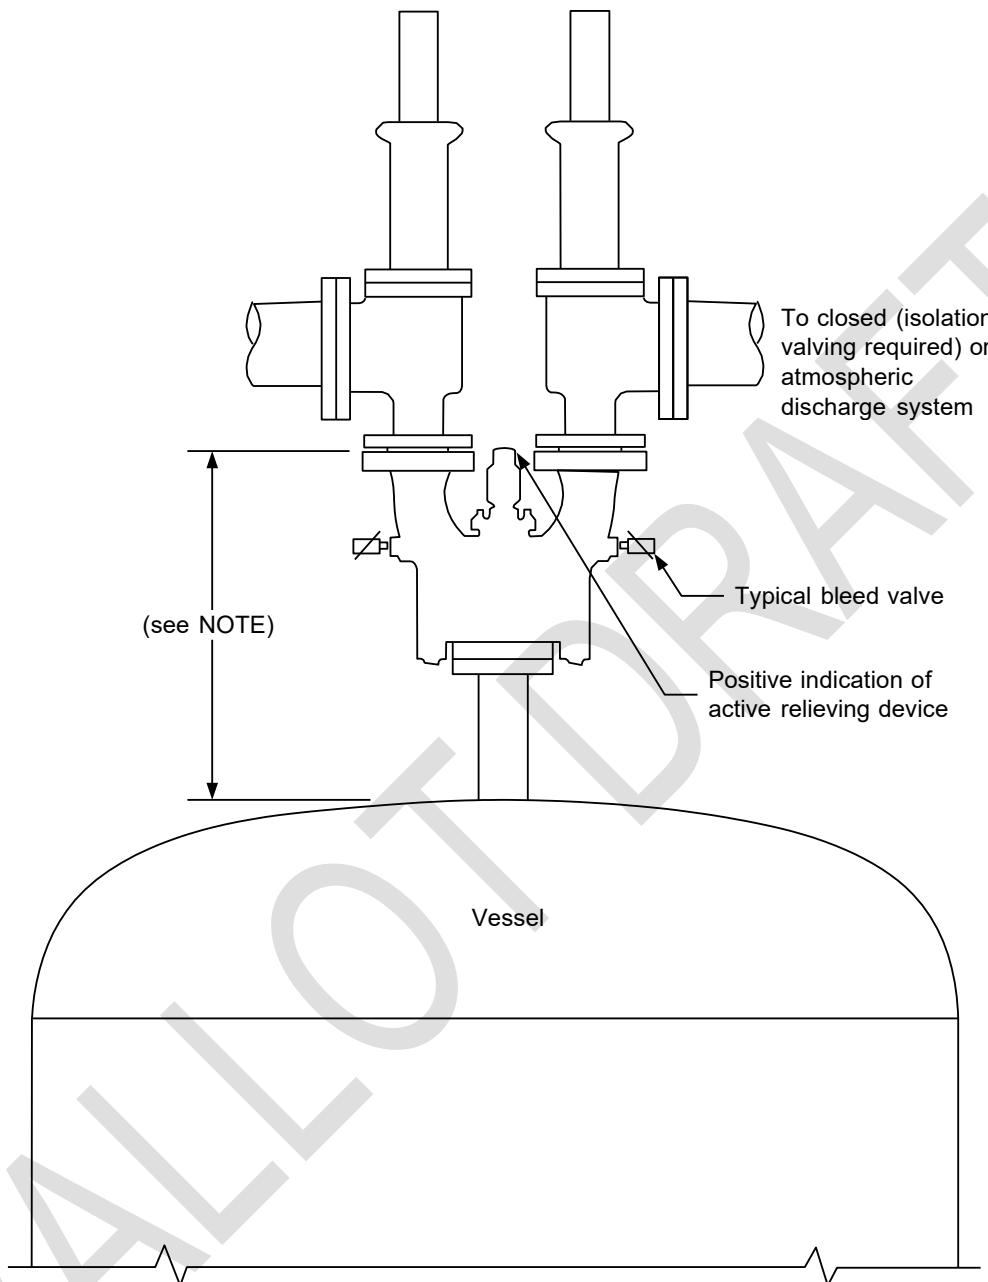 To closed (isolation
valving required) or
atmospheric
discharge system
Typical bleed valve
(see NOTE)
Positive indication of
active relieving device
Vessel
ALLOT DRAFT